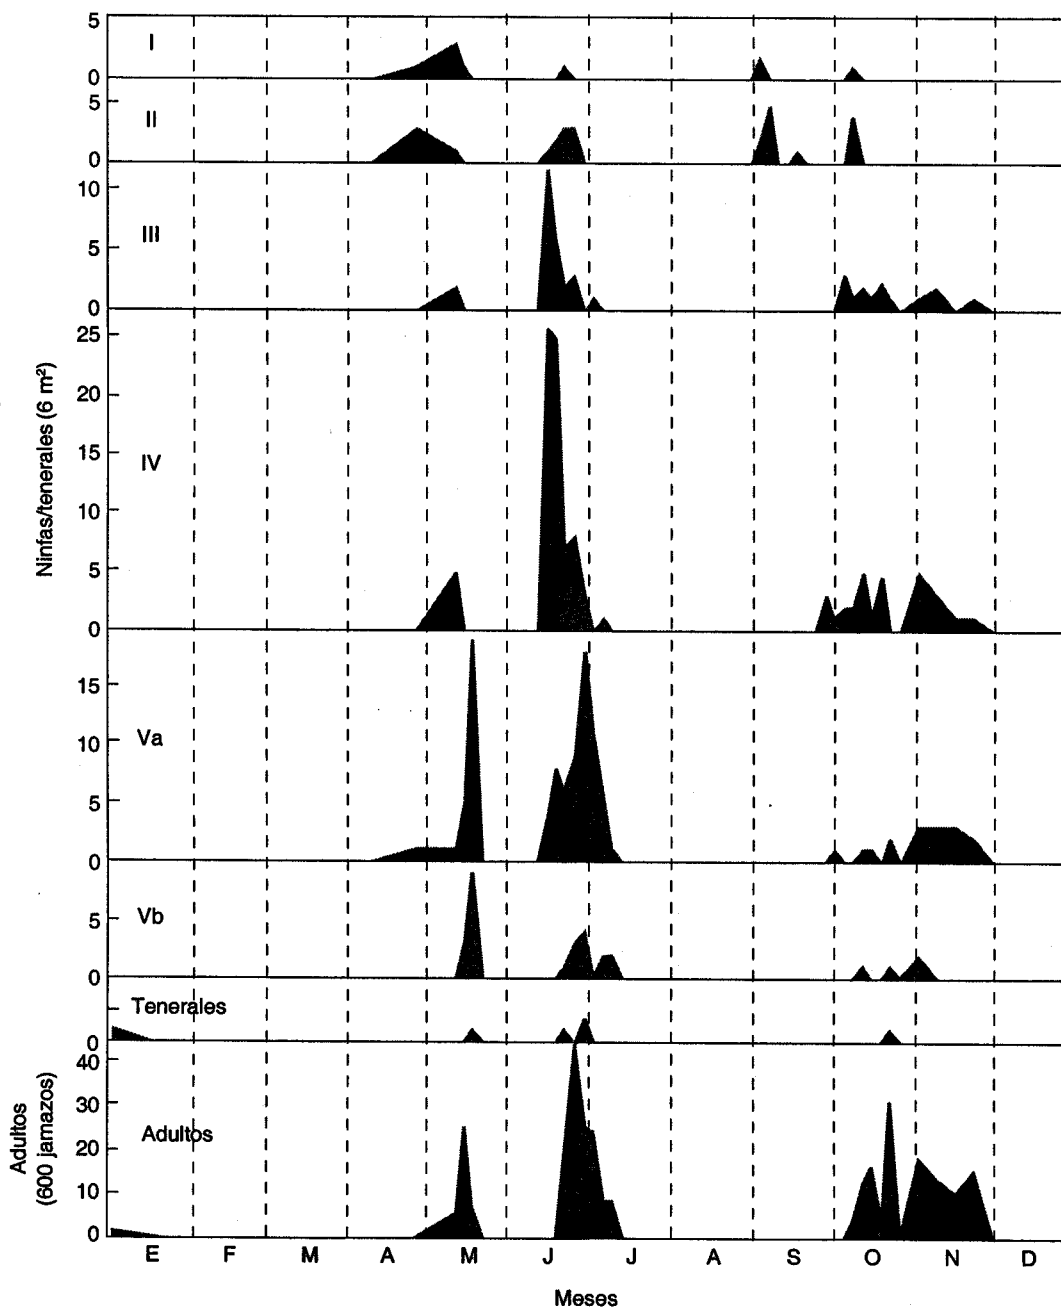 5
I
0
5
II
0
10
III
5
0
25
20
15
IV
10
5
0
15
Va
10
5
0
Vb
5
0
Tenerales
0
40
30
Adultos
20
10
0
Ninfas/tenerales (6 m²)
Adultos
(600 jamazos)
E F M A M J J A S O N D
Meses